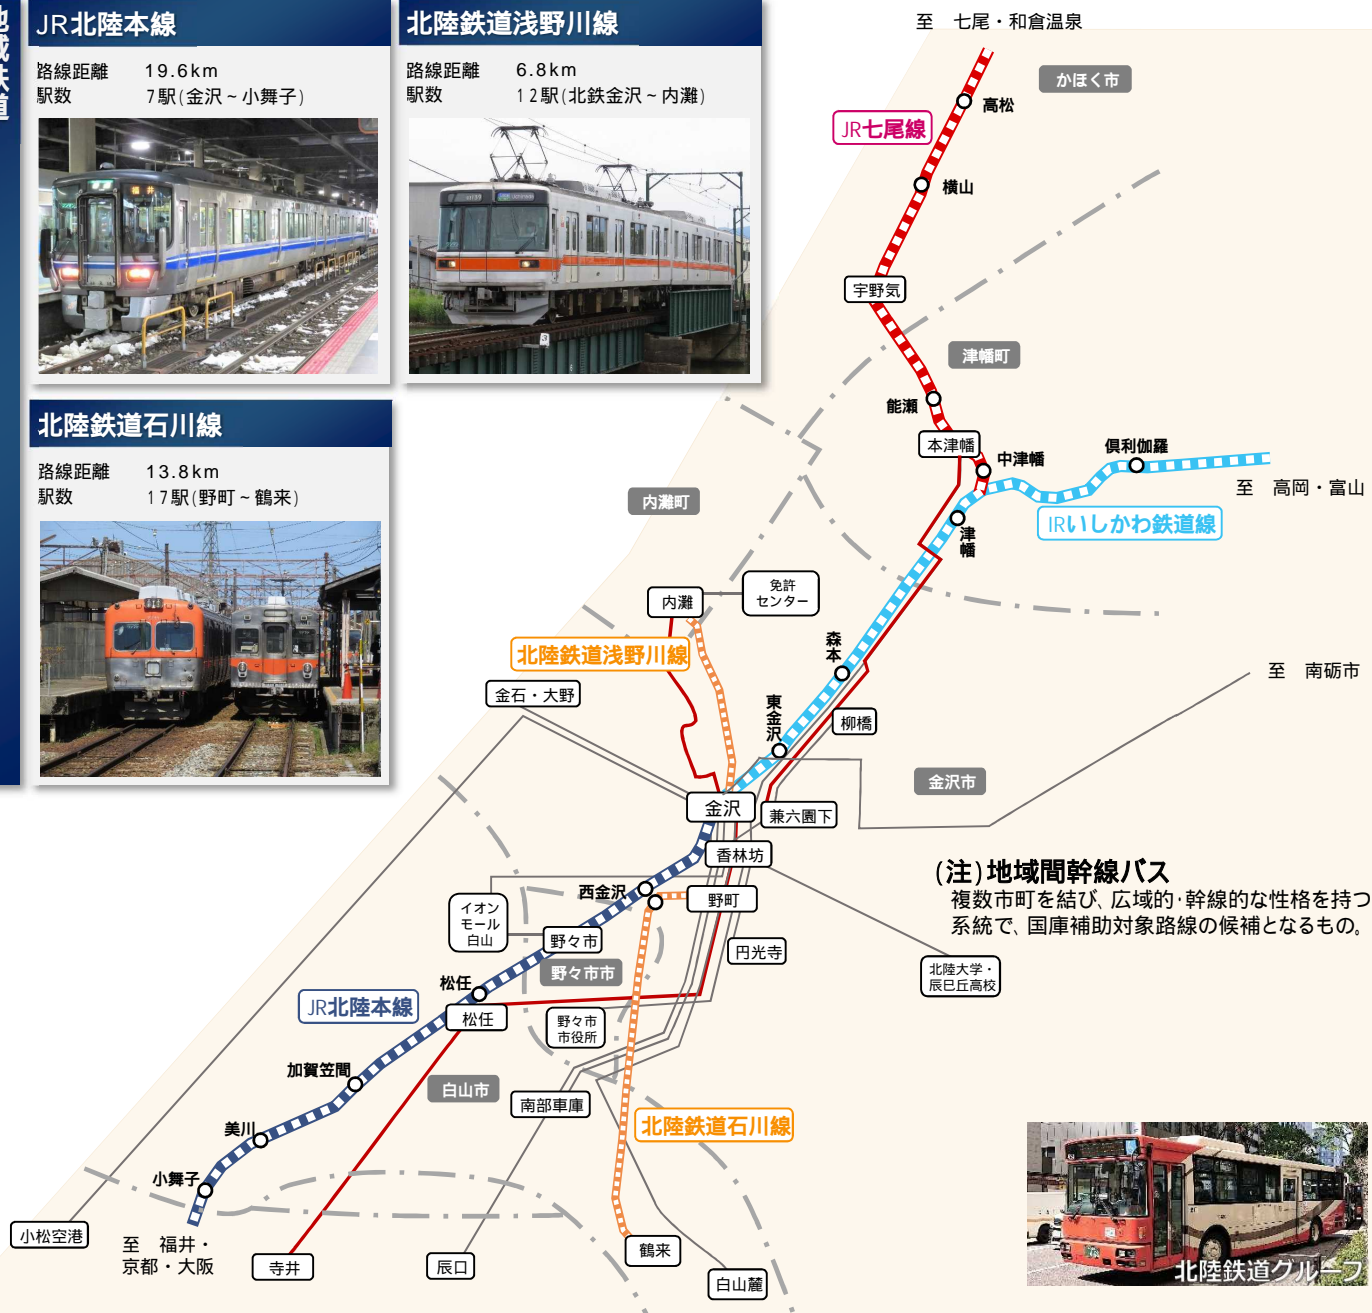 地域鉄道
JR北陸本線
路線距離 19.6km
駅数 7駅(金沢~小舞子)
北陸鉄道浅野川線
路線距離 6.8km
駅数 12駅(北鉄金沢~内灘)
北陸鉄道石川線
路線距離 13.8km
駅数 17駅(野町~鶴来)
至 七尾・和倉温泉
かほく市
高松
JR七尾線
横山
宇野気
津幡町
能瀬
本津幡
中津幡
倶利伽羅
至 高岡・富山
IRいしかわ鉄道線
津幡
内灘町
免許
センター
内灘
森本
北陸鉄道浅野川線
至 南砺市
金石・大野
東金沢
柳橋
金沢市
金沢
兼六園下
香林坊
(注)地域間幹線バス
複数市町を結び、広域的・幹線的な性格を持つ
系統で、国庫補助対象路線の候補となるもの。
西金沢
野町
イオン
モール
白山
野々市
円光寺
野々市市
北陸大学・
辰巳丘高校
松任
JR北陸本線
松任
野々市
市役所
加賀笠間
白山市
南部車庫
美川
北陸鉄道石川線
小舞子
小松空港
至 福井・
京都・大阪
寺井
辰口
鶴来
白山麓
福井
北陸鉄道グループ